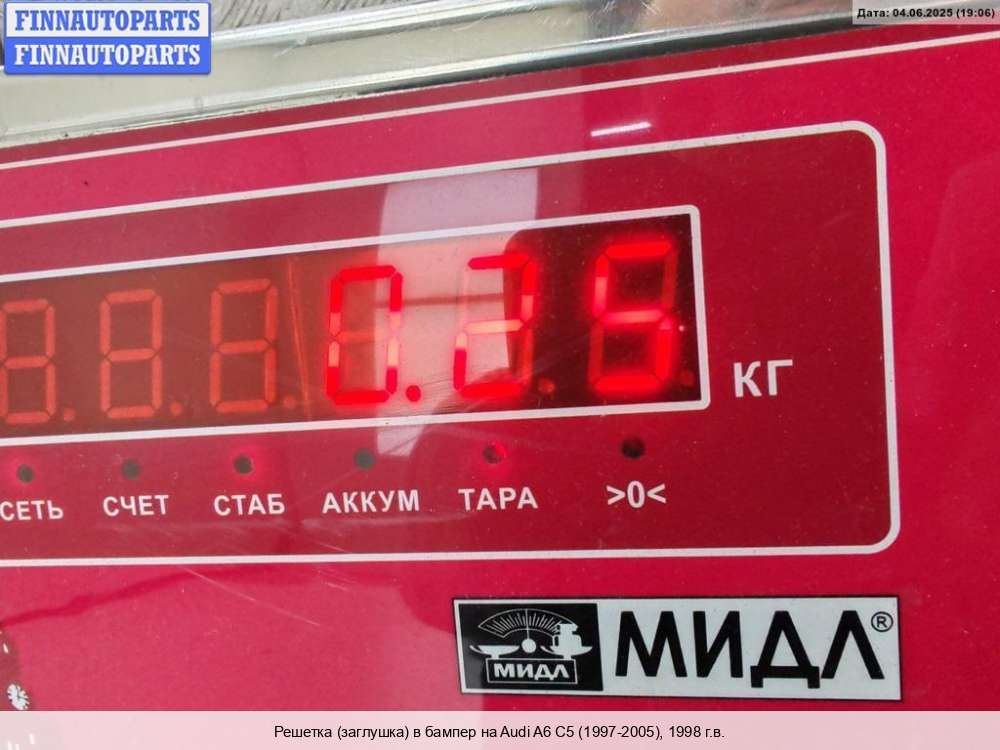 FINNAUTOPARTS
FINNAUTOPARTS
Дата: 04.06.2025 (19:06)
0.25
КГ
СЕТЬ СЧЕТ СТАБ АККУМ ТАРА >0<
МИДЛ
МИДЛ®
Решетка (заглушка) в бампер на Audi A6 C5 (1997-2005), 1998 г.в.